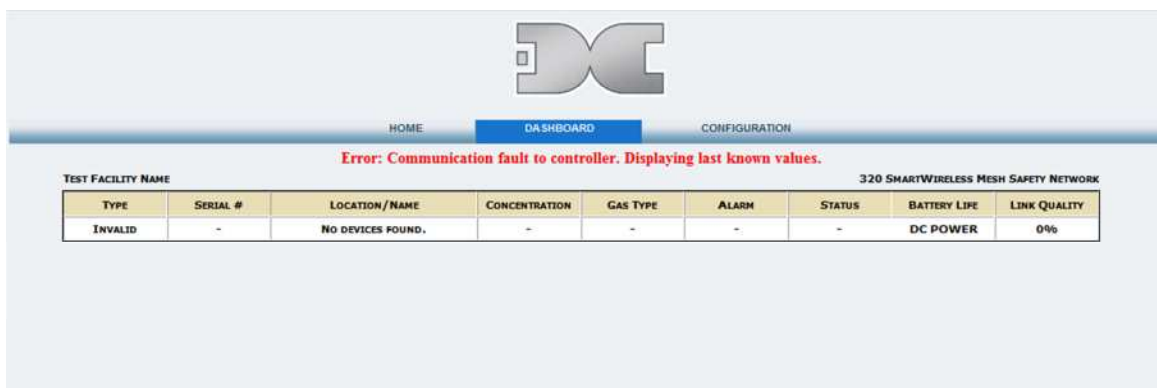 HOME DASHBOARD CONFIGURATION
Error: Communication fault to controller. Displaying last known values.
TEST FACILITY NAME 320 SMARTWIRELESS MESH SAFETY NETWORK
TYPE SERIAL # LOCATION/NAME CONCENTRATION GAS TYPE ALARM STATUS BATTERY LIFE LINK QUALITY
INVALID - NO DEVICES FOUND. - - - - DC POWER 0%